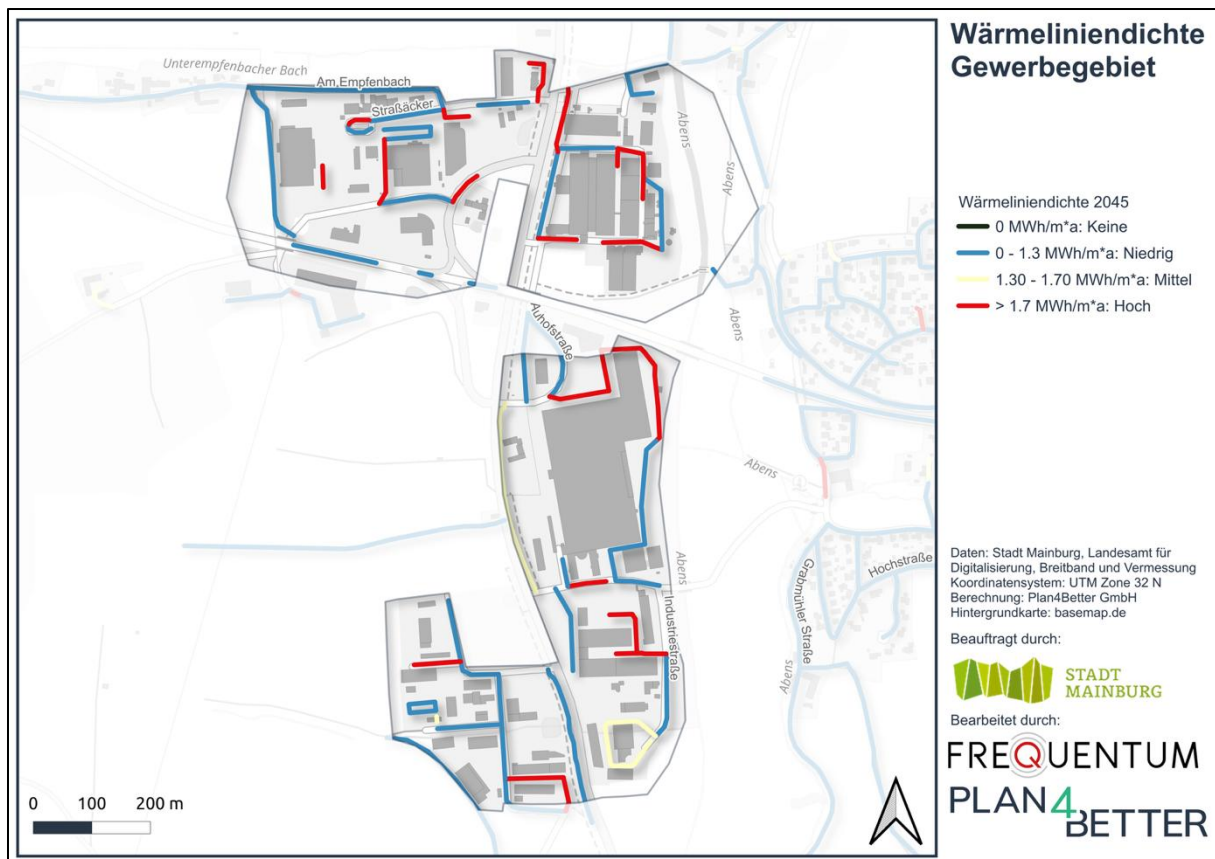 Wärmeliniendichte
Gewerbegebiet
Wärmeliniendichte 2045
0 MWh/m*a: Keine
0 - 1.3 MWh/m*a: Niedrig
1.30 - 1.70 MWh/m*a: Mittel
> 1.7 MWh/m*a: Hoch
Unterempfenbacher Bach
Am Empfenbach
Straßäcker
Abens
Abens
Abens
Auhofstraße
Abens
Abens
Industriestraße
Grabmühler Straße
Hochstraße
Abens
0 100 200 m
Daten: Stadt Mainburg, Landesamt für
Digitalisierung, Breitband und Vermessung
Koordinatensystem: UTM Zone 32 N
Berechnung: Plan4Better GmbH
Hintergrundkarte: basemap.de
Beauftragt durch:
STADT
MAINBURG
Bearbeitet durch:
FREQUENTUM
PLAN4
BETTER